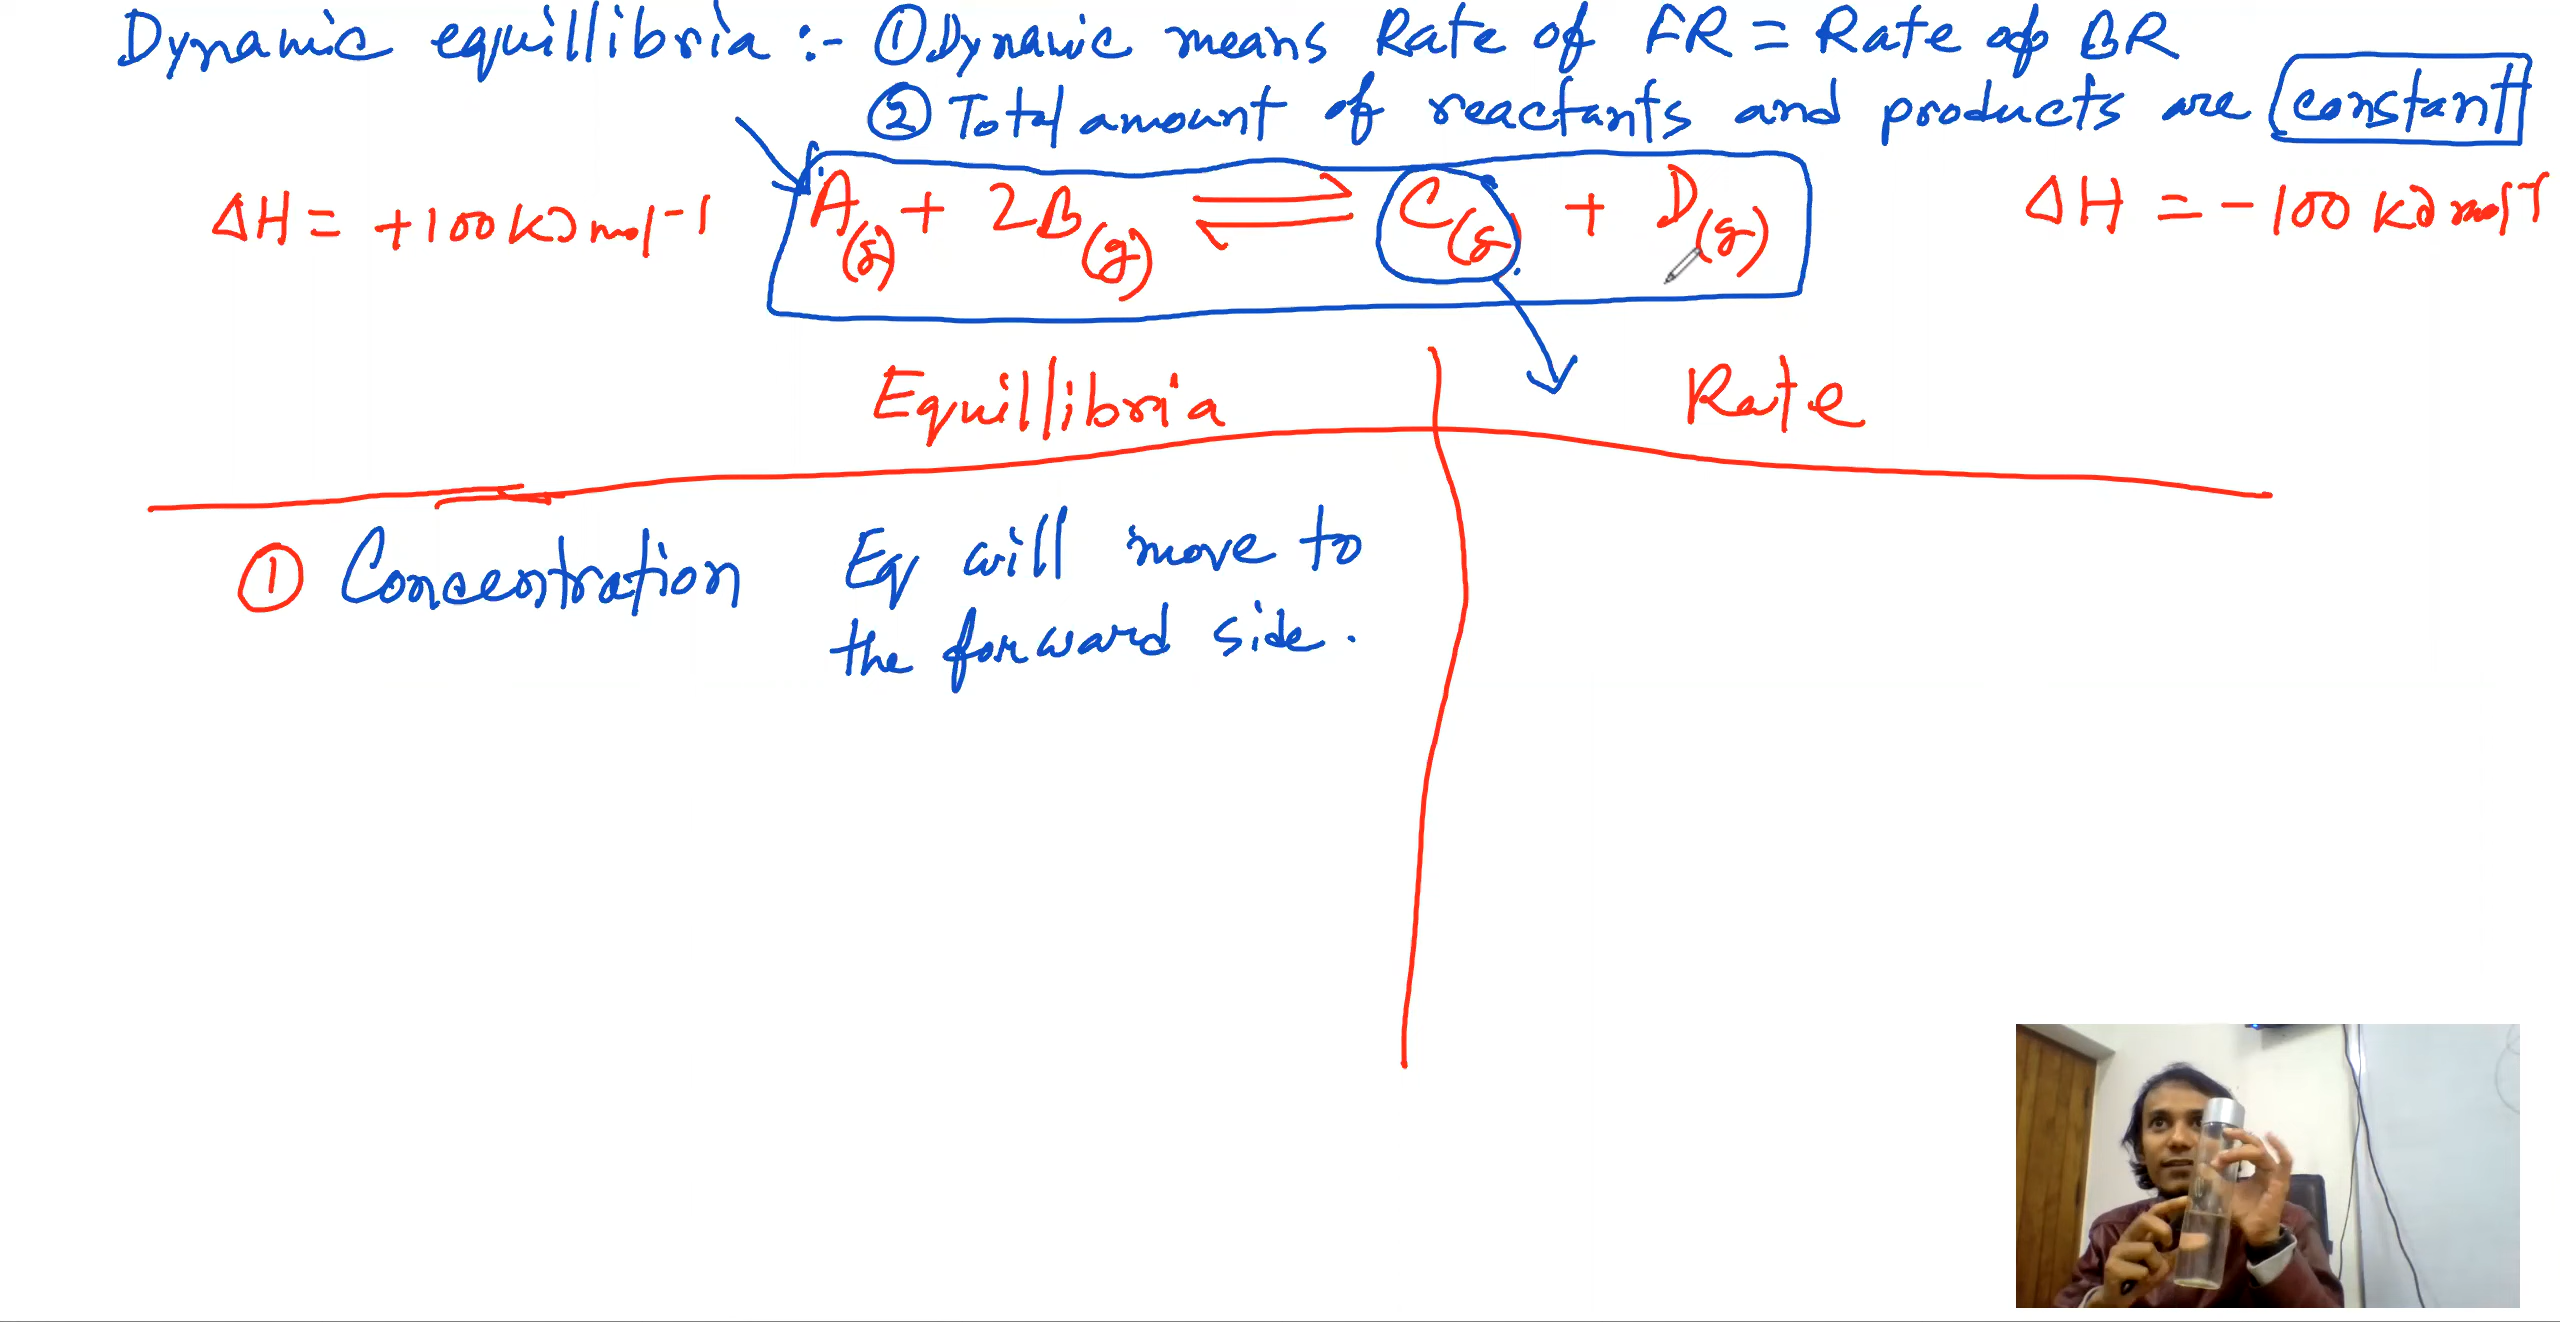 Dynamic equillibria :- ① Dynamic means Rate of FR = Rate of BR
② Total amount of reactants and products are constant
ΔH = +100 kJ mol⁻¹ A(g) + 2B(g) ⇌ C(g) + D(g) ΔH = -100 kJ mol⁻¹
Equillibria Rate
① Concentration Eq will move to
the forward side.